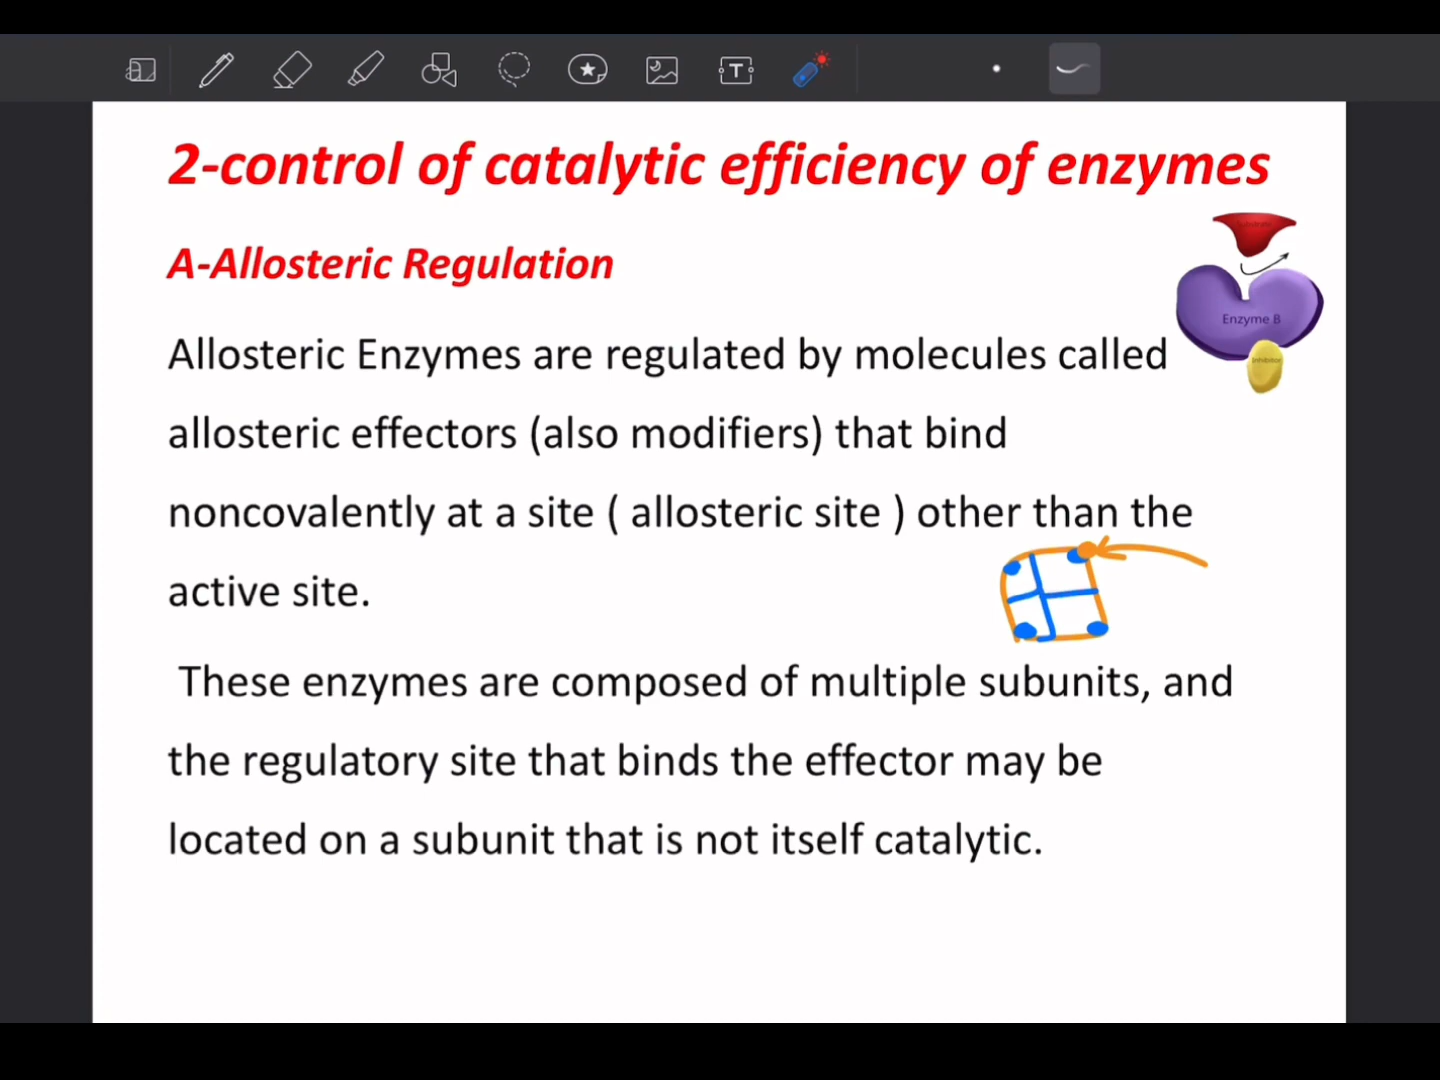 2-control of catalytic efficiency of enzymes
A-Allosteric Regulation
Allosteric Enzymes are regulated by molecules called
allosteric effectors (also modifiers) that bind
noncovalently at a site ( allosteric site ) other than the
active site.
These enzymes are composed of multiple subunits, and
the regulatory site that binds the effector may be
located on a subunit that is not itself catalytic.
Enzyme B
Inhibitor
T